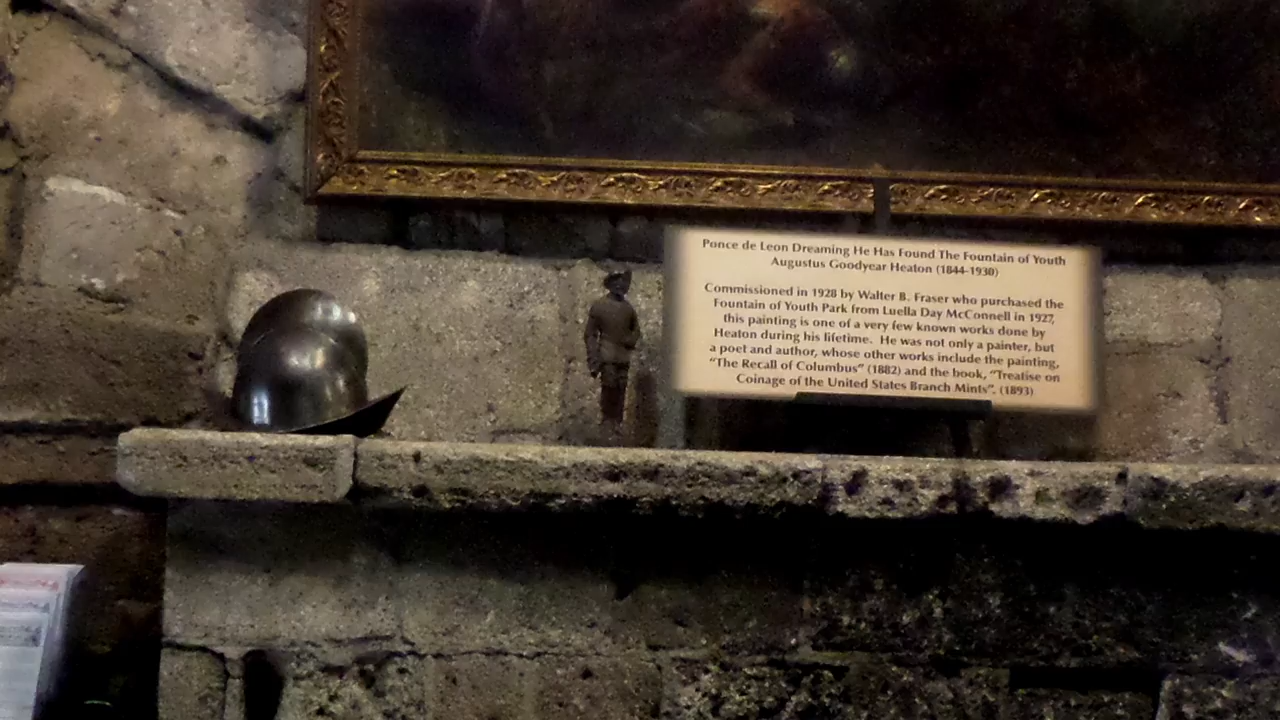 Ponce de Leon Dreaming He Has Found The Fountain of Youth
Augustus Goodyear Heaton (1844-1930)
Commissioned in 1928 by Walter B. Fraser who purchased the
Fountain of Youth Park from Luella Day McConnell in 1927,
this painting is one of a very few known works done by
Heaton during his lifetime. He was not only a painter, but
a poet and author, whose other works include the painting,
"The Recall of Columbus" (1882) and the book, "Treatise on
Coinage of the United States Branch Mints". (1893)